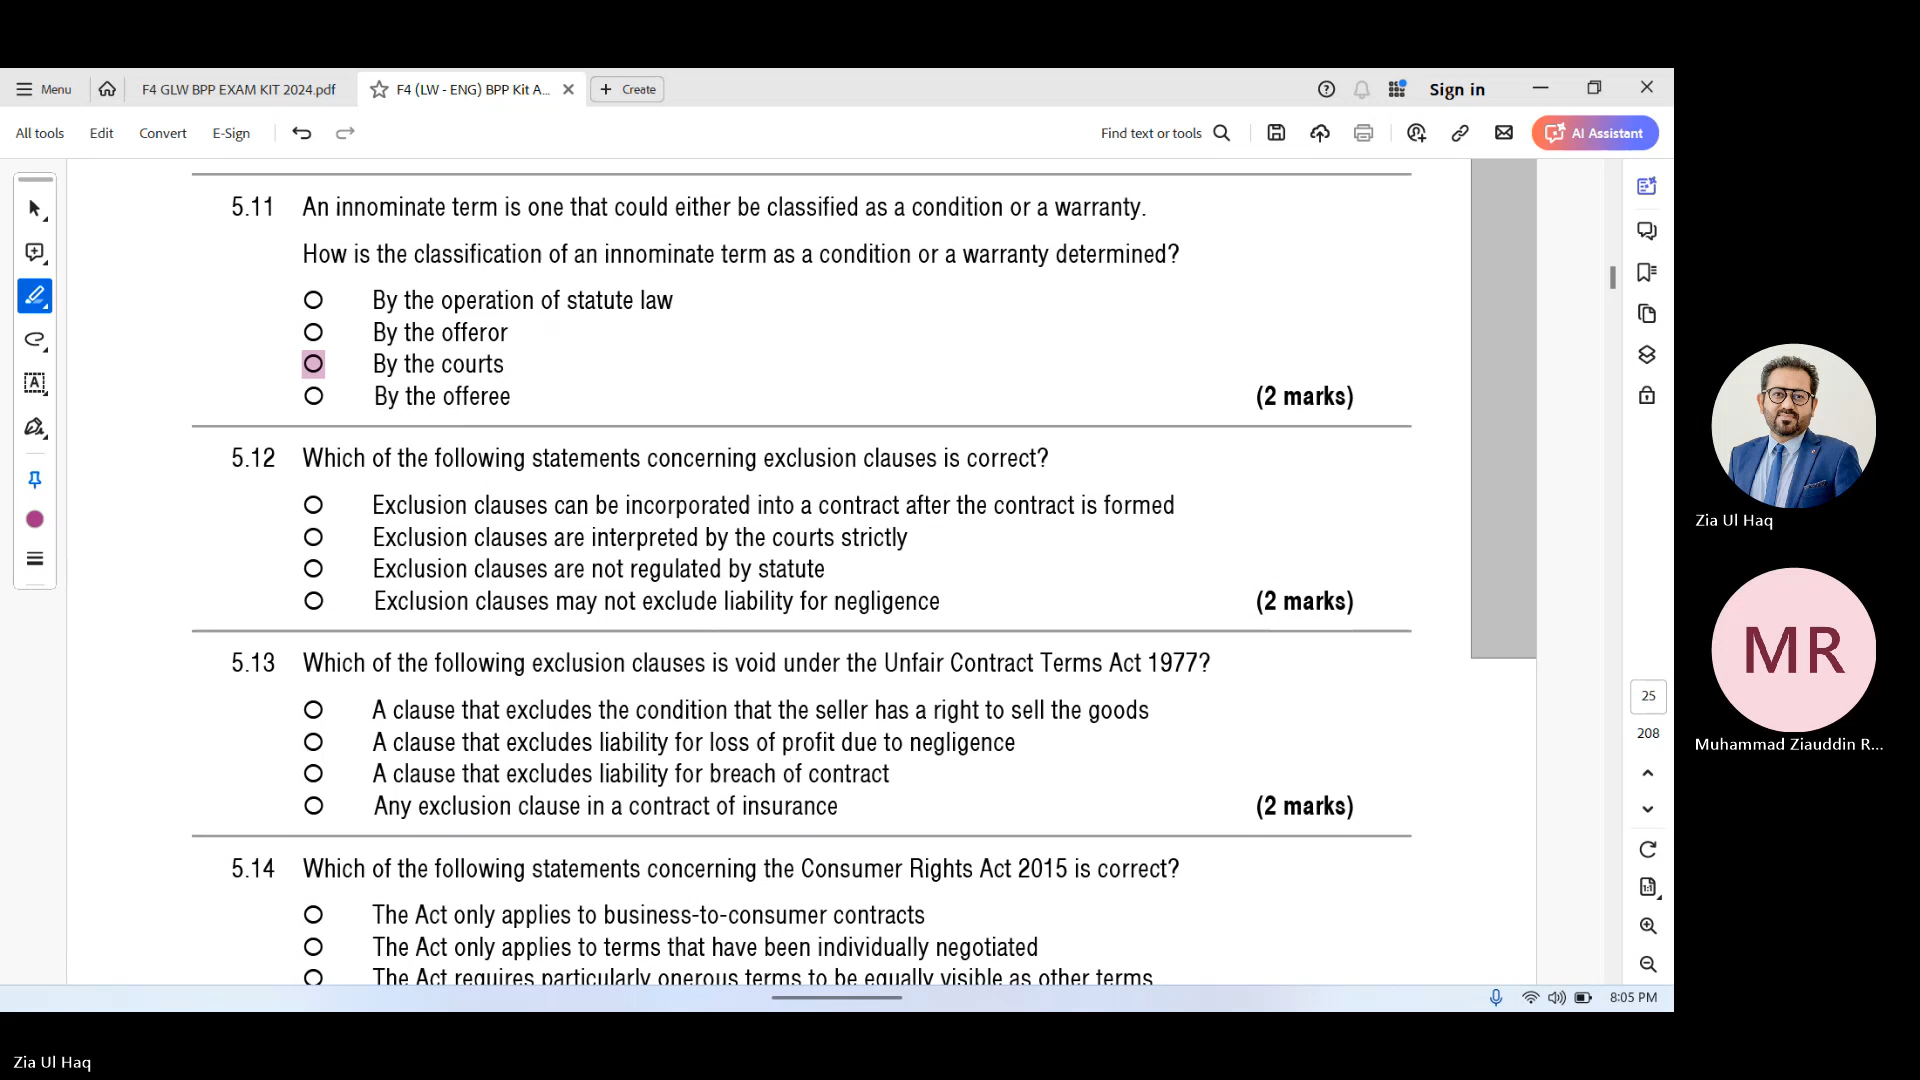 Menu
F4 GLW BPP EXAM KIT 2024.pdf
F4 (LW - ENG) BPP Kit A...
Create
Sign in
All tools
Edit
Convert
E-Sign
Find text or tools
AI Assistant
5.11 An innominate term is one that could either be classified as a condition or a warranty.
How is the classification of an innominate term as a condition or a warranty determined?
By the operation of statute law
By the offeror
By the courts
By the offeree (2 marks)
5.12 Which of the following statements concerning exclusion clauses is correct?
Exclusion clauses can be incorporated into a contract after the contract is formed
Exclusion clauses are interpreted by the courts strictly
Exclusion clauses are not regulated by statute
Exclusion clauses may not exclude liability for negligence (2 marks)
5.13 Which of the following exclusion clauses is void under the Unfair Contract Terms Act 1977?
A clause that excludes the condition that the seller has a right to sell the goods
A clause that excludes liability for loss of profit due to negligence
A clause that excludes liability for breach of contract
Any exclusion clause in a contract of insurance (2 marks)
5.14 Which of the following statements concerning the Consumer Rights Act 2015 is correct?
The Act only applies to business-to-consumer contracts
The Act only applies to terms that have been individually negotiated
The Act requires particularly onerous terms to be equally visible as other terms
25
208
1:1
8:05 PM
Zia Ul Haq
MR
Muhammad Ziauddin R...
Zia Ul Haq